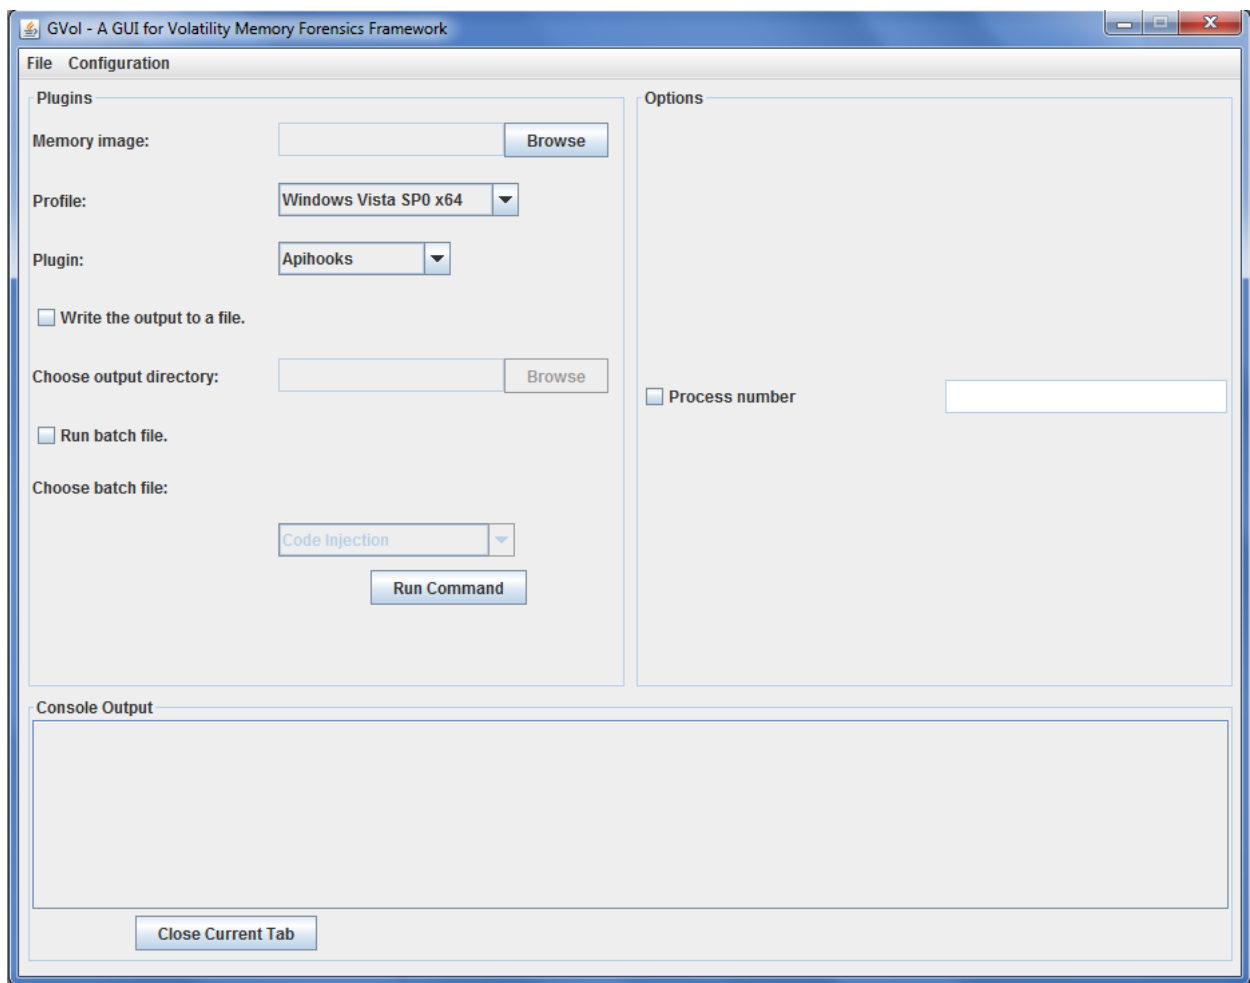 GVol - A GUI for Volatility Memory Forensics Framework
File Configuration
Plugins
Memory image:
Browse
Profile:
Windows Vista SP0 x64
Plugin:
Apihooks
Write the output to a file.
Choose output directory:
Browse
Run batch file.
Choose batch file:
Code Injection
Run Command
Options
Process number
Console Output
Close Current Tab